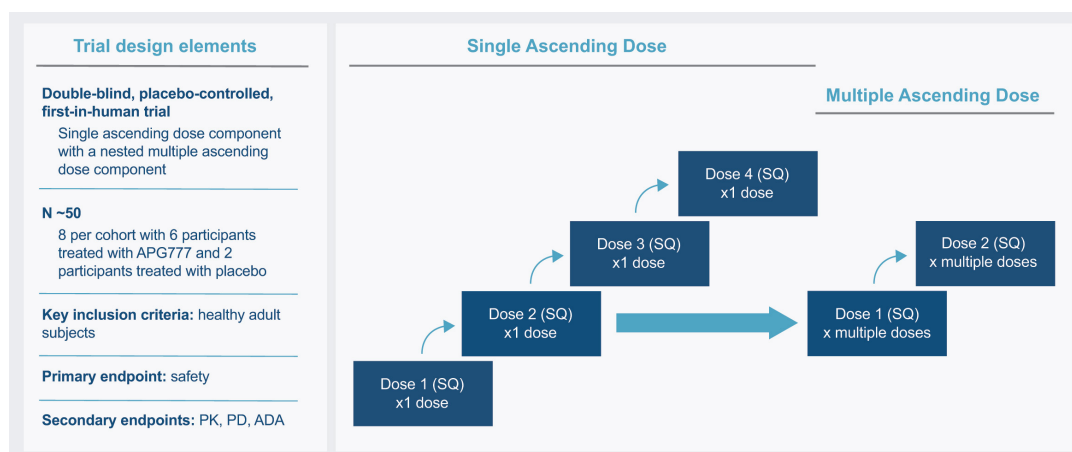 Trial design elements
Double-blind, placebo-controlled,
first-in-human trial
Single ascending dose component
with a nested multiple ascending
dose component
N ~50
8 per cohort with 6 participants
treated with APG777 and 2
participants treated with placebo
Key inclusion criteria: healthy adult
subjects
Primary endpoint: safety
Secondary endpoints: PK, PD, ADA
Single Ascending Dose
Multiple Ascending Dose
Dose 4 (SQ)
x1 dose
Dose 3 (SQ)
x1 dose
Dose 2 (SQ)
x multiple doses
Dose 2 (SQ)
x1 dose
Dose 1 (SQ)
x multiple doses
Dose 1 (SQ)
x1 dose